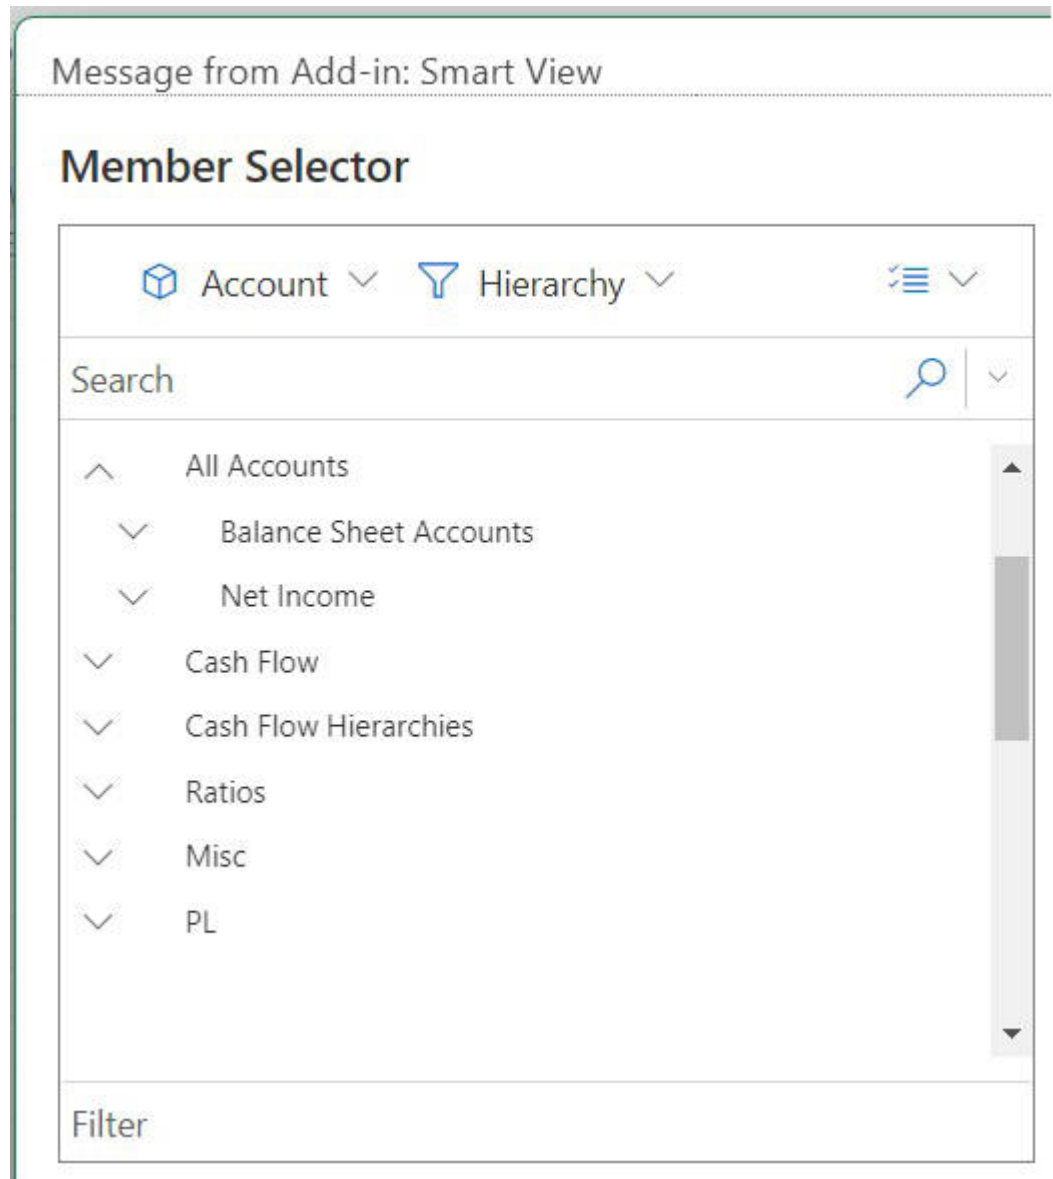 Message from Add-in: Smart View
Member Selector
Account Hierarchy
Search
All Accounts
Balance Sheet Accounts
Net Income
Cash Flow
Cash Flow Hierarchies
Ratios
Misc
PL
Filter